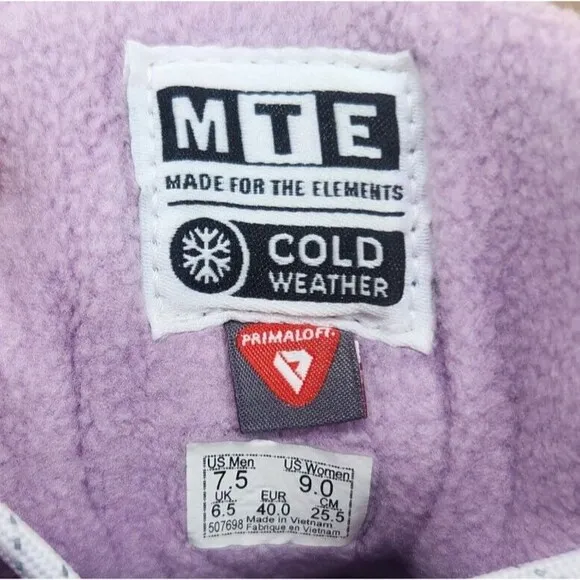 MTE
MADE FOR THE ELEMENTS
COLD
WEATHER
PRIMALOFT.
US Men US Women
7.5 9.0
UK EUR CM
6.5 40.0 25.5
507698 Made in Vietnam
Fabrique en Vietnam